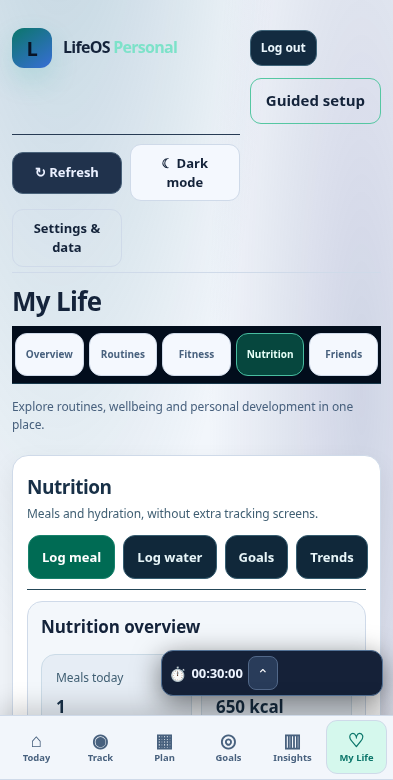 L LifeOS Personal
Log out
Guided setup
↻ Refresh
☾ Dark
mode
Settings &
data
My Life
Overview Routines Fitness Nutrition Friends
Explore routines, wellbeing and personal development in one
place.
Nutrition
Meals and hydration, without extra tracking screens.
Log meal Log water Goals Trends
Nutrition overview
Meals today
⏱ 00:30:00 ^
1 650 kcal
Today Track Plan Goals Insights My Life